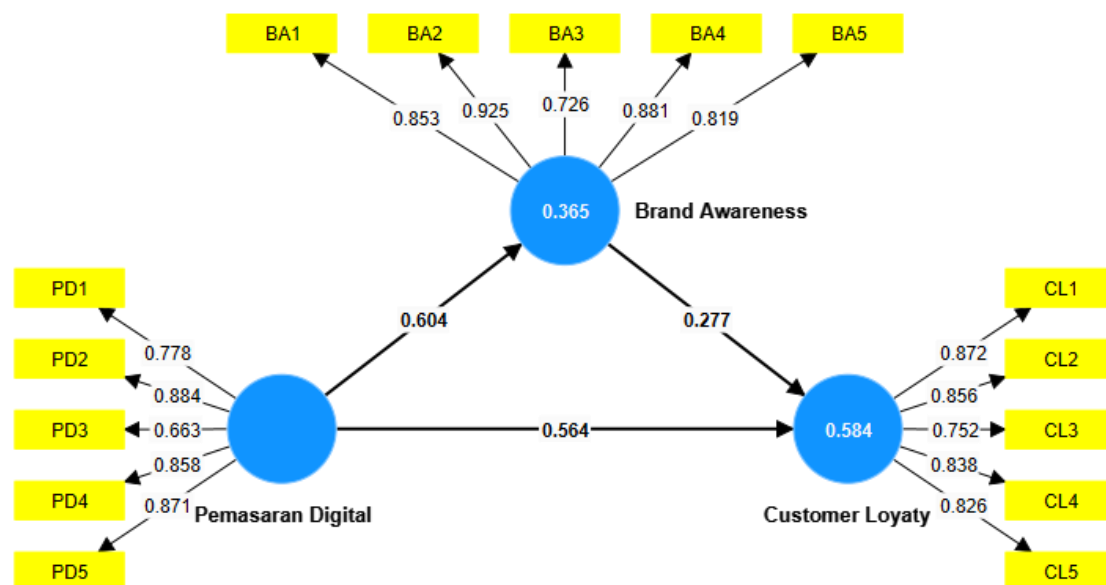 BA1 BA2 BA3 BA4 BA5
0.853 0.925 0.726 0.881 0.819
0.365
Brand Awareness
0.604
0.277
PD1
PD2
PD3
PD4
PD5
0.778
0.884
0.663
0.858
0.871
Pemasaran Digital
0.564
0.584
Customer Loyaty
0.872
0.856
0.752
0.838
0.826
CL1
CL2
CL3
CL4
CL5